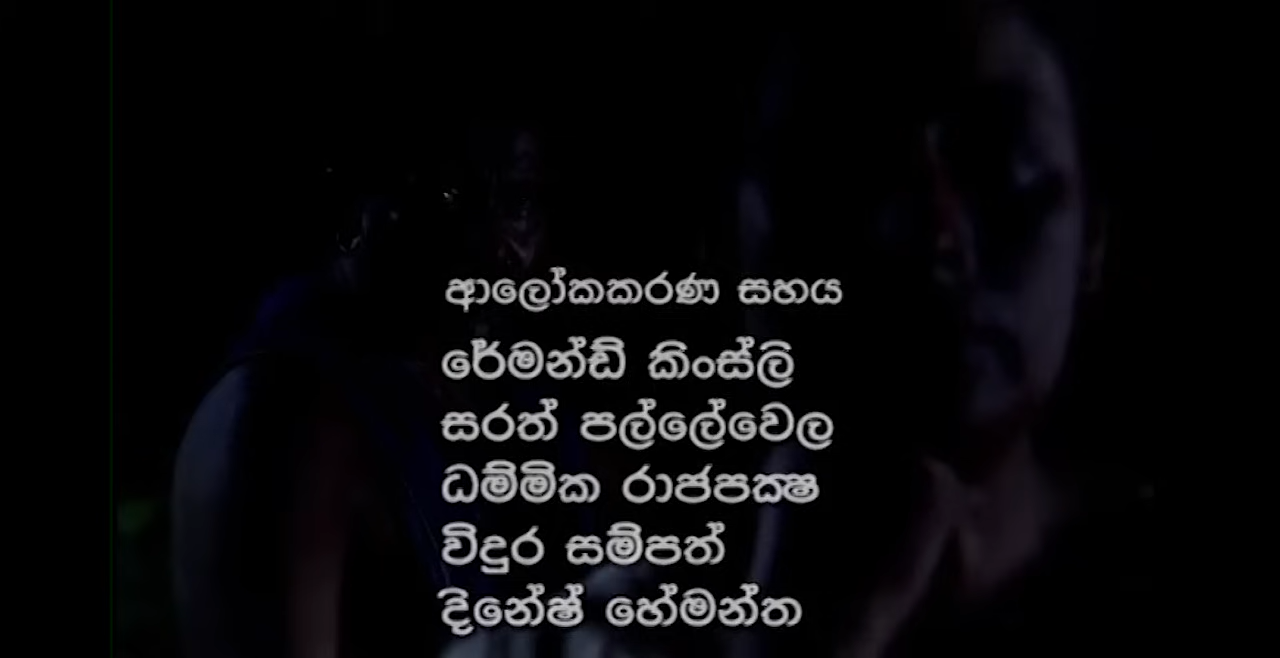 ආලෝකකරණ සහය
රේමන්ඩ් කිංස්ලි
සරත් පල්ලේවෙල
ධම්මික රාජපක්‍ෂ
විදුර සම්පත්
දිනේෂ් හේමන්ත